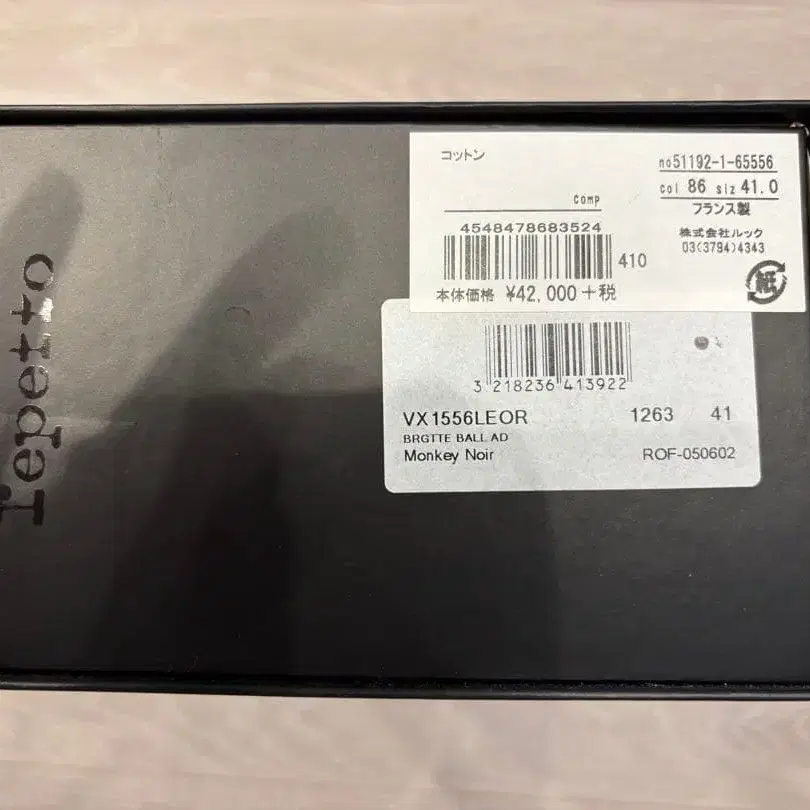 repetto
コットン
no51192-1-65556
col 86 siz 41.0
フランス製
Comp
株式会社ルック
03(3794)4343
4548478683524
410
本体価格 ¥42,000+税
紙
3 218236 413922
VX1556LEOR 1263 41
BRGTTE BALL AD
Monkey Noir ROF-050602